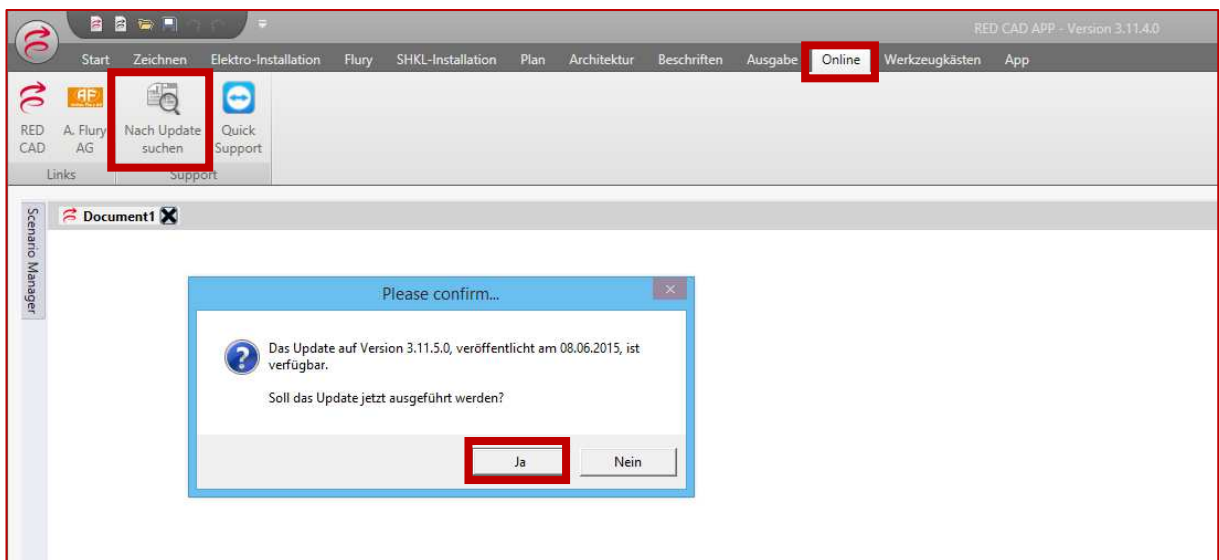 RED CAD APP - Version 3.11.4.0
Start Zeichnen Elektro-Installation Flury SHKL-Installation Plan Architektur Beschriften Ausgabe Online Werkzeugkästen App
AF
RED CAD
A. Flury AG
Nach Update suchen
Quick Support
Links Support
Scenario Manager
Document1
Please confirm...
Das Update auf Version 3.11.5.0, veröffentlicht am 08.06.2015, ist
verfügbar.
Soll das Update jetzt ausgeführt werden?
Ja Nein